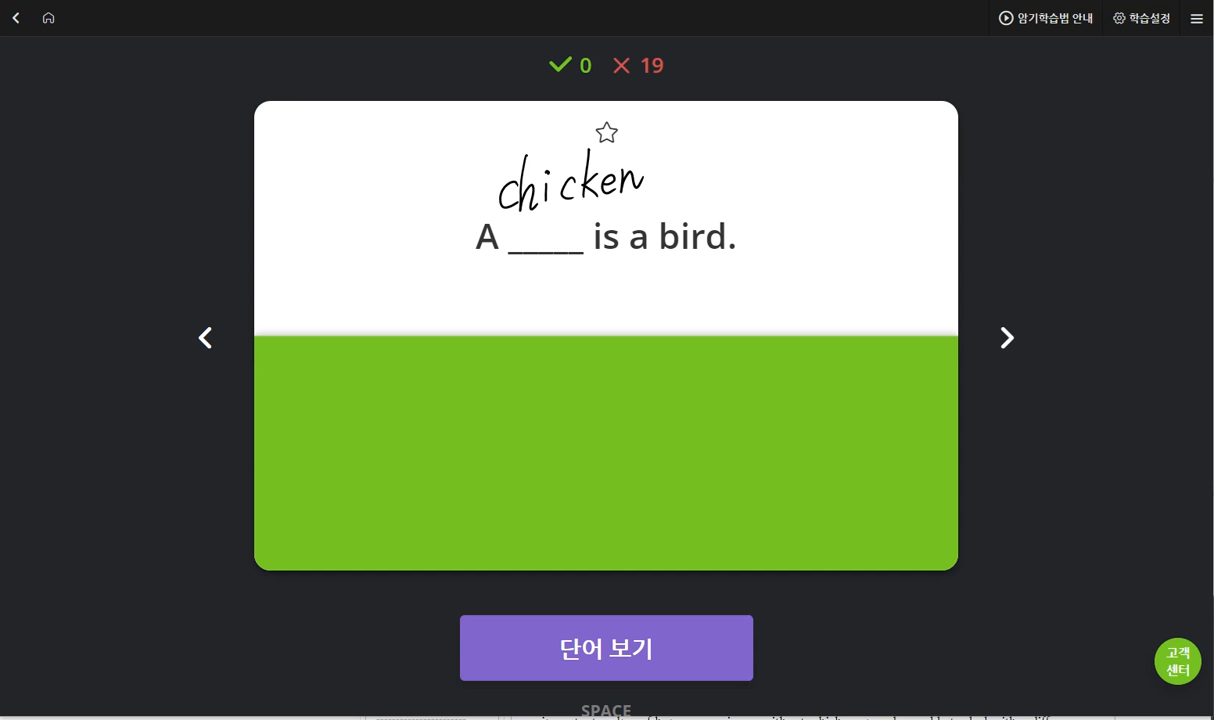 암기학습법 안내 학습설정
0 19
chicken
A _____ is a bird.
단어 보기
고객
센터
SPACE